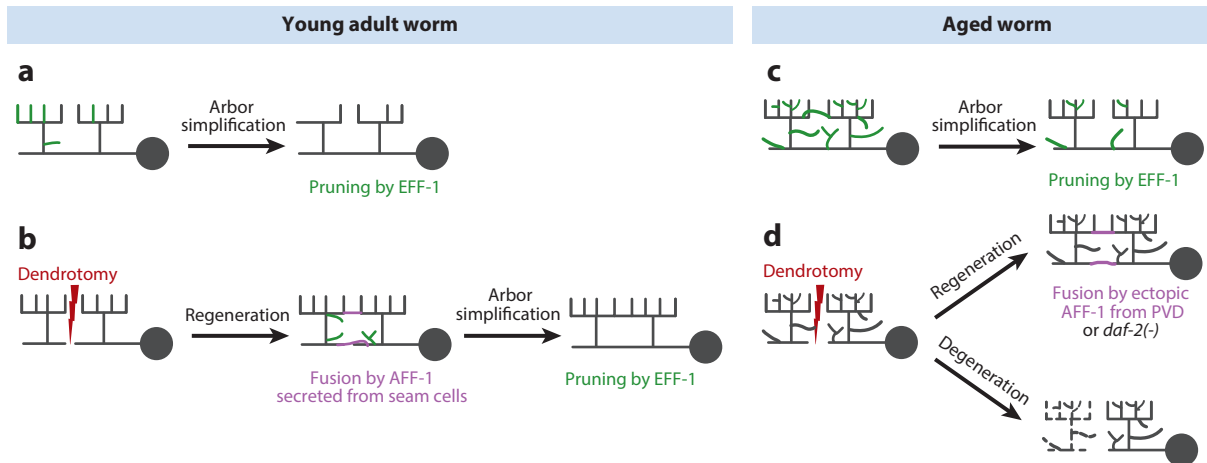 Young adult worm
a
Arbor
simplification
Pruning by EFF-1
b
Dendrotomy
Regeneration
Fusion by AFF-1
secreted from seam cells
Arbor
simplification
Pruning by EFF-1
Aged worm
c
Arbor
simplification
Pruning by EFF-1
d
Dendrotomy
Regeneration
Fusion by ectopic
AFF-1 from PVD
or daf-2(-)
Degeneration